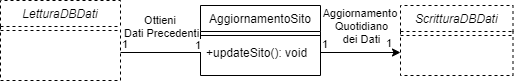 LetturaDBDati
Ottieni
Dati Precedenti
1
1
AggiornamentoSito
+updateSito(): void
Aggiornamento
Quotidiano
dei Dati
1
1
ScritturaDBDati